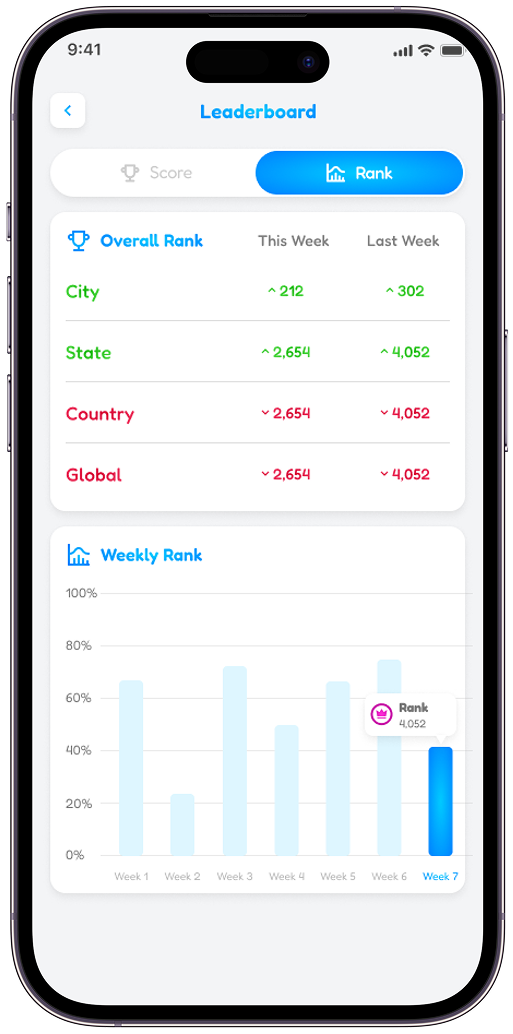 9:41
Leaderboard
Score
Rank
Overall Rank This Week Last Week
City 212 302
State 2,654 4,052
Country 2,654 4,052
Global 2,654 4,052
Weekly Rank
100%
80%
60%
Rank
4,052
40%
20%
0%
Week 1 Week 2 Week 3 Week 4 Week 5 Week 6 Week 7